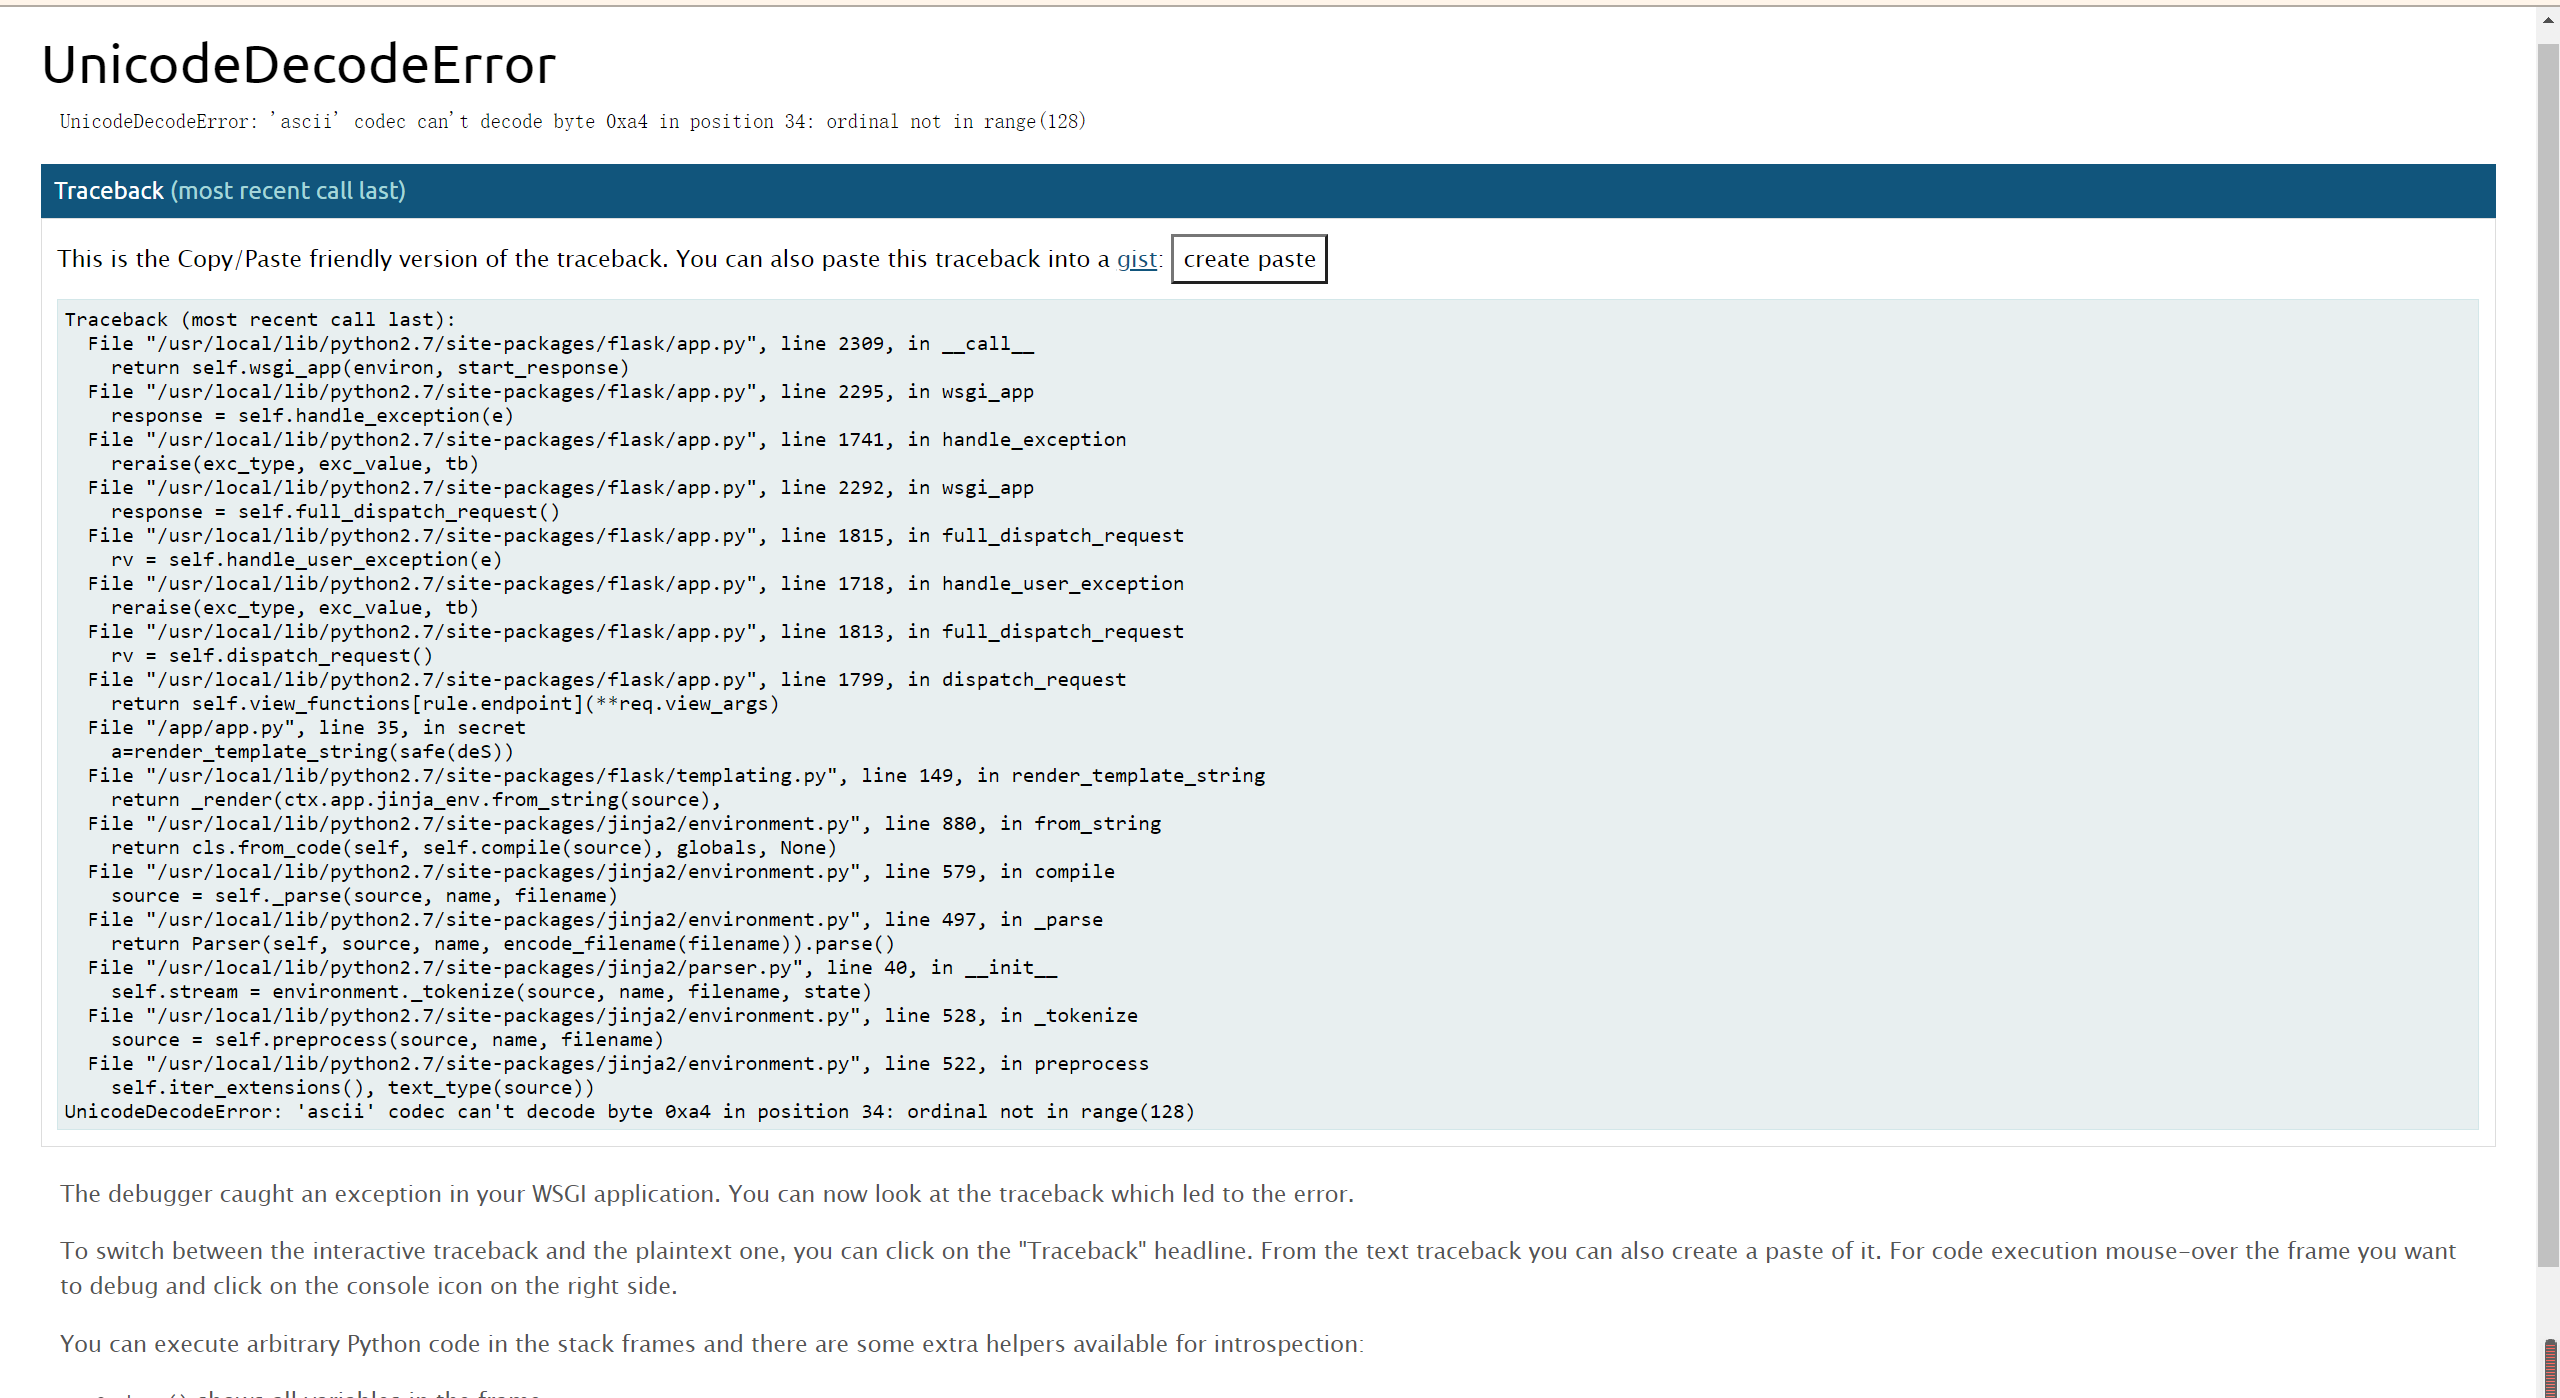 UnicodeDecodeError
UnicodeDecodeError: 'ascii' codec can't decode byte 0xa4 in position 34: ordinal not in range(128)
Traceback (most recent call last)
This is the Copy/Paste friendly version of the traceback. You can also paste this traceback into a gist: create paste
Traceback (most recent call last):
  File "/usr/local/lib/python2.7/site-packages/flask/app.py", line 2309, in __call__
    return self.wsgi_app(environ, start_response)
  File "/usr/local/lib/python2.7/site-packages/flask/app.py", line 2295, in wsgi_app
    response = self.handle_exception(e)
  File "/usr/local/lib/python2.7/site-packages/flask/app.py", line 1741, in handle_exception
    reraise(exc_type, exc_value, tb)
  File "/usr/local/lib/python2.7/site-packages/flask/app.py", line 2292, in wsgi_app
    response = self.full_dispatch_request()
  File "/usr/local/lib/python2.7/site-packages/flask/app.py", line 1815, in full_dispatch_request
    rv = self.handle_user_exception(e)
  File "/usr/local/lib/python2.7/site-packages/flask/app.py", line 1718, in handle_user_exception
    reraise(exc_type, exc_value, tb)
  File "/usr/local/lib/python2.7/site-packages/flask/app.py", line 1813, in full_dispatch_request
    rv = self.dispatch_request()
  File "/usr/local/lib/python2.7/site-packages/flask/app.py", line 1799, in dispatch_request
    return self.view_functions[rule.endpoint](**req.view_args)
  File "/app/app.py", line 35, in secret
    a=render_template_string(safe(deS))
  File "/usr/local/lib/python2.7/site-packages/flask/templating.py", line 149, in render_template_string
    return _render(ctx.app.jinja_env.from_string(source),
  File "/usr/local/lib/python2.7/site-packages/jinja2/environment.py", line 880, in from_string
    return cls.from_code(self, self.compile(source), globals, None)
  File "/usr/local/lib/python2.7/site-packages/jinja2/environment.py", line 579, in compile
    source = self._parse(source, name, filename)
  File "/usr/local/lib/python2.7/site-packages/jinja2/environment.py", line 497, in _parse
    return Parser(self, source, name, encode_filename(filename)).parse()
  File "/usr/local/lib/python2.7/site-packages/jinja2/parser.py", line 40, in __init__
    self.stream = environment._tokenize(source, name, filename, state)
  File "/usr/local/lib/python2.7/site-packages/jinja2/environment.py", line 528, in _tokenize
    source = self.preprocess(source, name, filename)
  File "/usr/local/lib/python2.7/site-packages/jinja2/environment.py", line 522, in preprocess
    self.iter_extensions(), text_type(source))
UnicodeDecodeError: 'ascii' codec can't decode byte 0xa4 in position 34: ordinal not in range(128)
The debugger caught an exception in your WSGI application. You can now look at the traceback which led to the error.
To switch between the interactive traceback and the plaintext one, you can click on the "Traceback" headline. From the text traceback you can also create a paste of it. For code execution mouse-over the frame you want
to debug and click on the console icon on the right side.
You can execute arbitrary Python code in the stack frames and there are some extra helpers available for introspection:
shows all variables in the frame